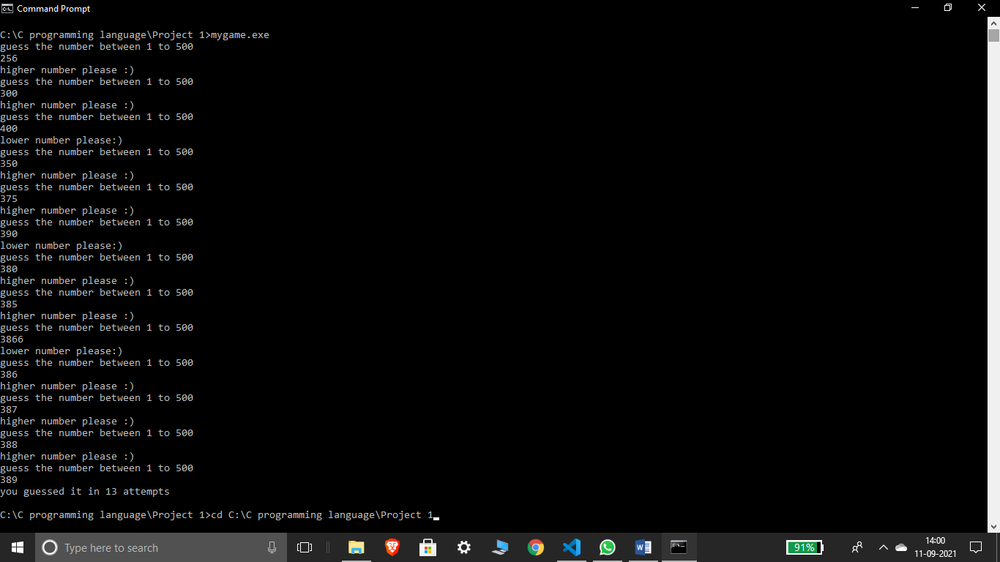 Command Prompt
C:\C programming language\Project 1>mygame.exe
guess the number between 1 to 500
256
higher number please :)
guess the number between 1 to 500
300
higher number please :)
guess the number between 1 to 500
400
lower number please:)
guess the number between 1 to 500
350
higher number please :)
guess the number between 1 to 500
375
higher number please :)
guess the number between 1 to 500
390
lower number please:)
guess the number between 1 to 500
380
higher number please :)
guess the number between 1 to 500
385
higher number please :)
guess the number between 1 to 500
3866
lower number please:)
guess the number between 1 to 500
386
higher number please :)
guess the number between 1 to 500
387
higher number please :)
guess the number between 1 to 500
388
higher number please :)
guess the number between 1 to 500
389
you guessed it in 13 attempts
C:\C programming language\Project 1>cd C:\C programming language\Project 1
Type here to search
91%
14:00
11-09-2021